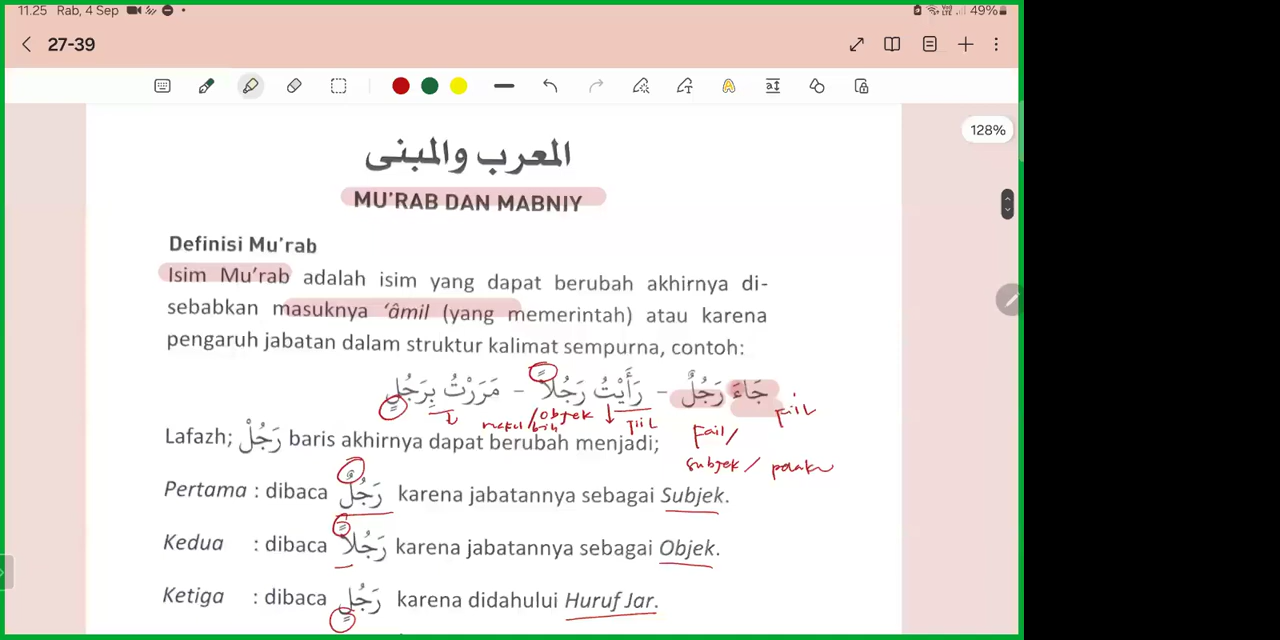 11.25 Rab, 4 Sep
49%
27-39
128%
المعرب والمبنى
MU'RAB DAN MABNIY
Definisi Mu'rab
Isim Mu'rab adalah isim yang dapat berubah akhirnya di-
sebabkan masuknya 'âmil (yang memerintah) atau karena
pengaruh jabatan dalam struktur kalimat sempurna, contoh:
جَاءَ رَجُلٌ – رَأَيْتُ رَجُلاً – مَرَرْتُ بِرَجُلٍ
Fi'il
Fi'il
objek
Fail/
subjek/
Lafazh; رَجُلْ baris akhirnya dapat berubah menjadi;
Pertama : dibaca رَجُلٌ karena jabatannya sebagai Subjek.
Kedua : dibaca رَجُلاً karena jabatannya sebagai Objek.
Ketiga : dibaca رَجُلٍ karena didahului Huruf Jar.